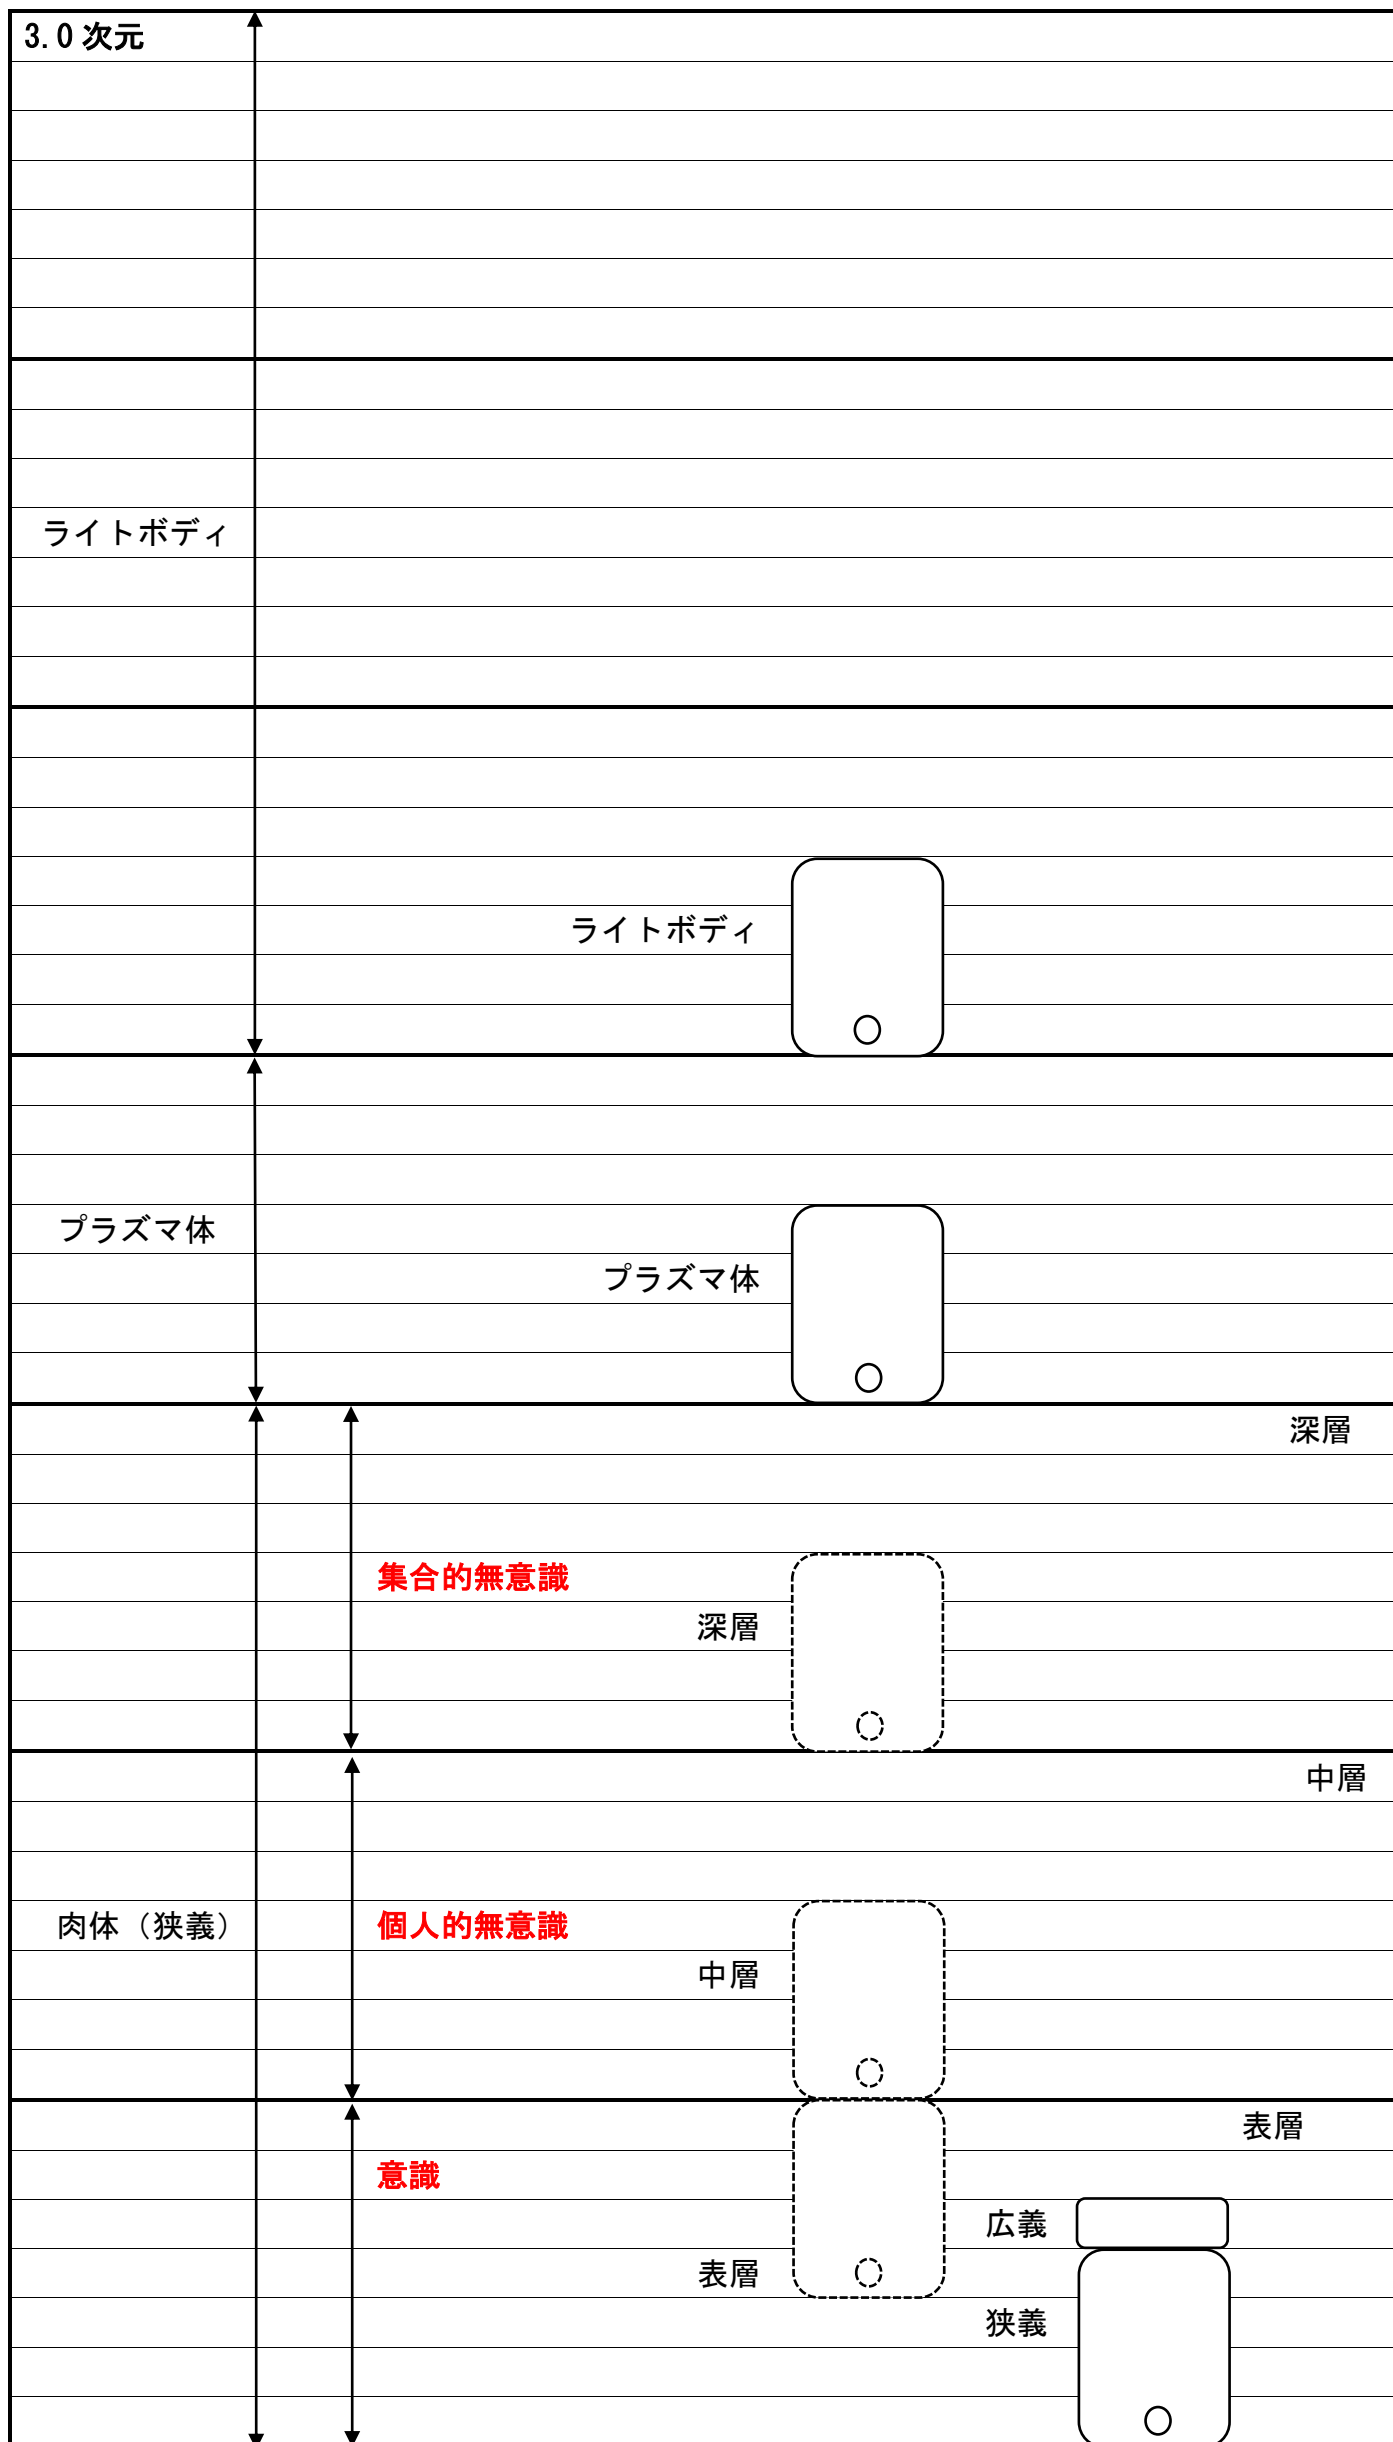 3.0次元
ライトボディ
ライトボディ
プラズマ体
プラズマ体
深層
集合的無意識
深層
中層
肉体（狭義）
個人的無意識
中層
表層
意識
広義
表層
狭義